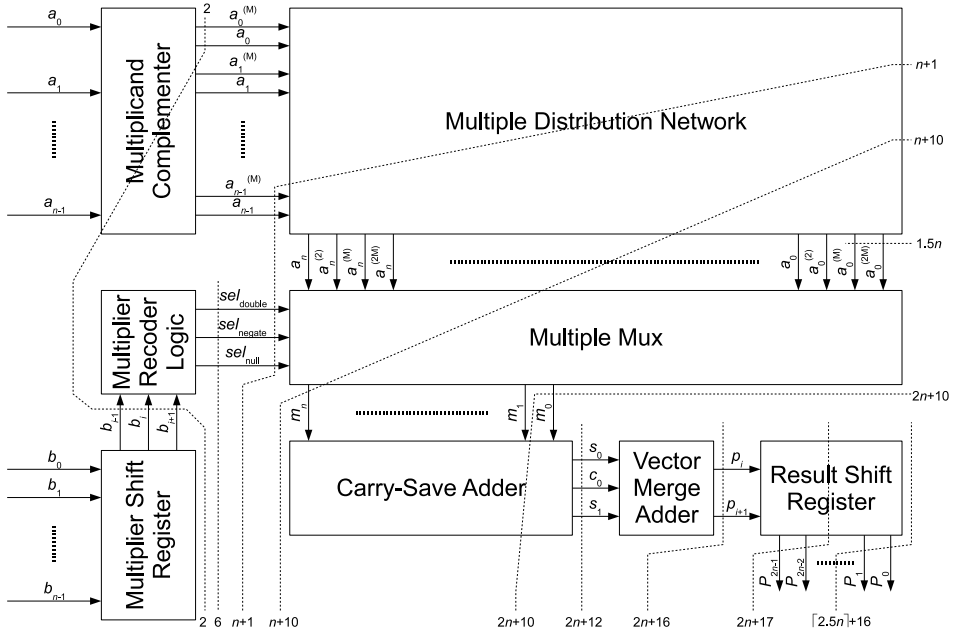 2
a0 a0(M)
a0
a1(M)
a1 a1
n+1
Multiplicand Complementer
Multiple Distribution Network
n+10
an-1(M)
an-1 an-1
1.5n
an an(2) an(M) an(2M) a0 a0(2) a0(M) a0(2M)
seldouble
selnegate
selnull
Multiplier Recoder Logic
Multiple Mux
2n+10
bi-1 bi bi+1
mn m1 m0
b0
b1
bn-1
Multiplier Shift Register
Carry-Save Adder
s0
c0
s1
Vector
Merge
Adder
pi
pi+1
Result Shift
Register
P2n-1 P2n-2 P1 P0
2 6 n+1 n+10 2n+10 2n+12 2n+16 2n+17 ⌈2.5n⌉+16